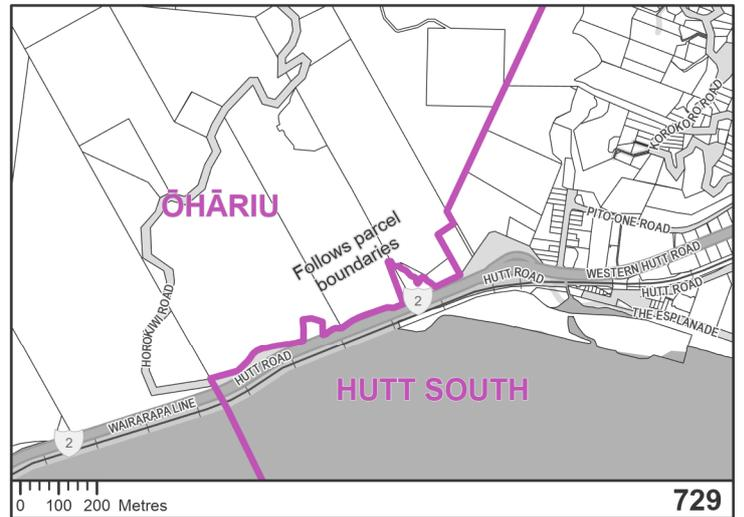 KOROKORO ROAD
ŌHĀRIU
PITO-ONE ROAD
Follows parcel
boundaries
WESTERN HUTT ROAD
HUTT ROAD
HUTT ROAD
2
THE ESPLANADE
HOROKIWI ROAD
HUTT ROAD
HUTT SOUTH
WAIRARAPA LINE
2
0 100 200 Metres
729